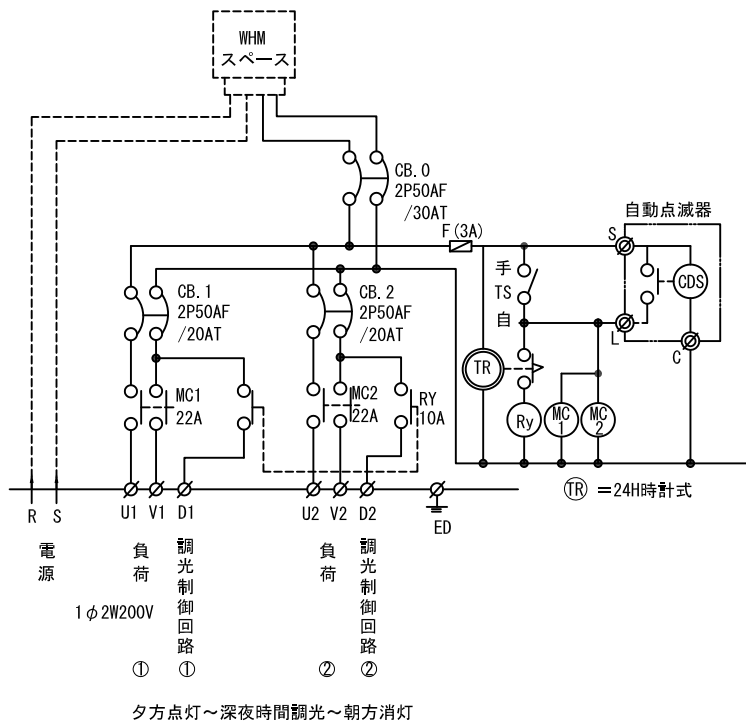 WHM
スペース
CB.0
2P50AF
/30AT
F(3A)
自動点滅器
S
手
TS
自
CDS
L
C
CB.1
2P50AF
/20AT
CB.2
2P50AF
/20AT
TR
MC1
22A
MC2
22A
RY
10A
Ry
MC
1
MC
2
TR =24H時計式
R
S
U1
V1
D1
U2
V2
D2
ED
電源
負荷
調光制御回路
負荷
調光制御回路
1φ2W200V
①
①
②
②
夕方点灯～深夜時間調光～朝方消灯